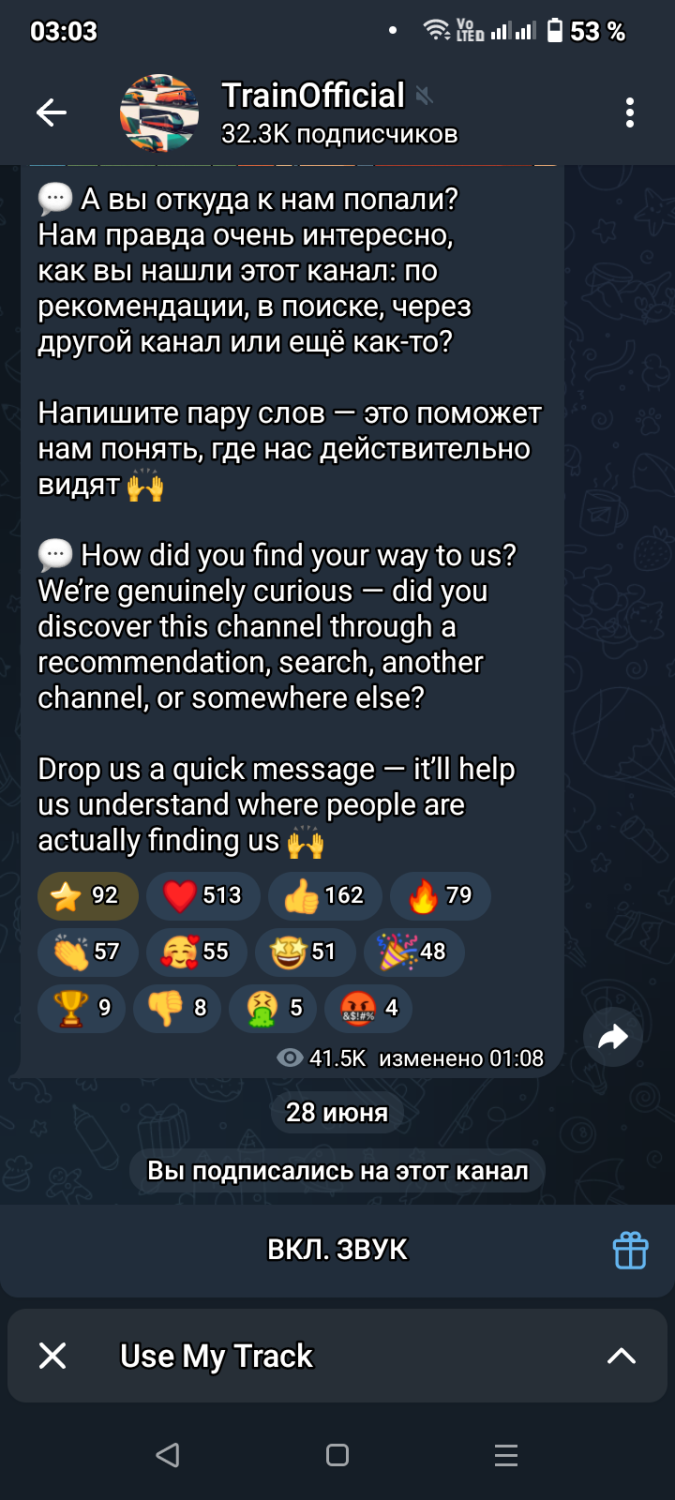 03:03
Vo
LTED
53 %
TrainOfficial
32.3K подписчиков
💬 А вы откуда к нам попали?
Нам правда очень интересно,
как вы нашли этот канал: по
рекомендации, в поиске, через
другой канал или ещё как-то?
Напишите пару слов — это поможет
нам понять, где нас действительно
видят 🙌
💬 How did you find your way to us?
We’re genuinely curious — did you
discover this channel through a
recommendation, search, another
channel, or somewhere else?
Drop us a quick message — it’ll help
us understand where people are
actually finding us 🙌
⭐ 92 ❤️ 513 👍 162 🔥 79
👏 57 🥰 55 🤩 51 🎉 48
🏆 9 👎 8 🤮 5 🤬 4
41.5K изменено 01:08
28 июня
Вы подписались на этот канал
ВКЛ. ЗВУК
Use My Track